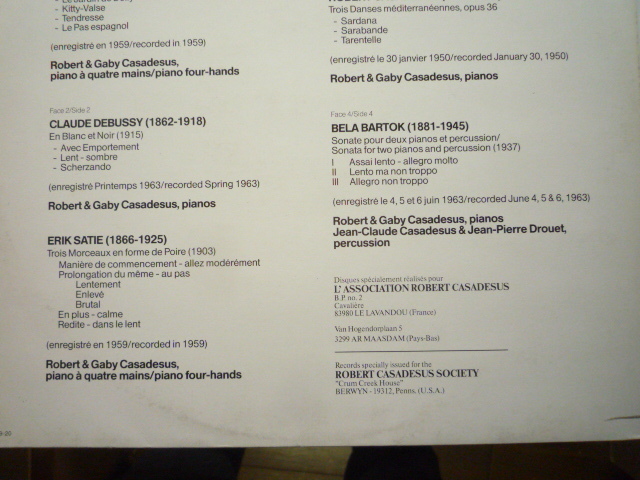 - Kitty-Valse
- Tendresse
- Le Pas espagnol
(enregistré en 1959/recorded in 1959)
Robert & Gaby Casadesus,
piano à quatre mains/piano four-hands
Face 2/Side 2
CLAUDE DEBUSSY (1862-1918)
En Blanc et Noir (1915)
- Avec Emportement
- Lent - sombre
- Scherzando
(enregistré Printemps 1963/recorded Spring 1963)
Robert & Gaby Casadesus, pianos
ERIK SATIE (1866-1925)
Trois Morceaux en forme de Poire (1903)
Manière de commencement - allez modérément
Prolongation du même - au pas
Lentement
Enlevé
Brutal
En plus - calme
Redite - dans le lent
(enregistré en 1959/recorded in 1959)
Robert & Gaby Casadesus,
piano à quatre mains/piano four-hands
Trois Danses méditerranéennes, opus 36
- Sardana
- Sarabande
- Tarentelle
(enregistré le 30 janvier 1950/recorded January 30, 1950)
Robert & Gaby Casadesus, pianos
Face 4/Side 4
BELA BARTOK (1881-1945)
Sonate pour deux pianos et percussion/
Sonata for two pianos and percussion (1937)
I Assai lento - allegro molto
II Lento ma non troppo
III Allegro non troppo
(enregistré le 4, 5 et 6 juin 1963/recorded June 4, 5 & 6, 1963)
Robert & Gaby Casadesus, pianos
Jean-Claude Casadesus & Jean-Pierre Drouet,
percussion
Disques spécialement réalisés pour
L'ASSOCIATION ROBERT CASADESUS
B.P. no. 2
Cavalière
83980 LE LAVANDOU (France)
Van Hogendorplaan 5
3299 AR MAASDAM (Pays-Bas)
Records specially issued for the
ROBERT CASADESUS SOCIETY
"Crum Creek House"
BERWYN - 19312, Penns. (U.S.A.)